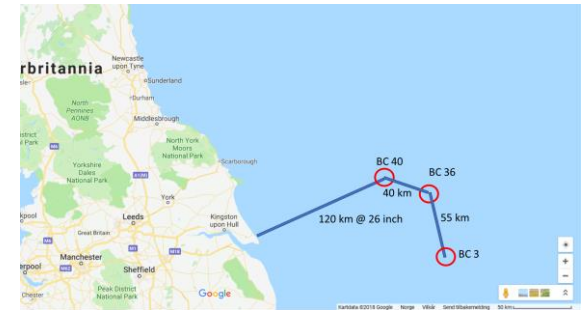 Newcastle
upon Tyne
rbritannia
Sunderland
Durham
North
Pennines
AONB
Middlesbrough
North York
Moors
National Park
Scarborough
Yorkshire
Dales
National Park
York
BC 40
BC 36
40 km
Leeds
Kingston
upon Hull
120 km @ 26 inch
55 km
Great Britain
Manchester
Sheffield
BC 3
erpool
Chester
Peak District
National Park
Google
Kartdata ©2018 Google Norge Vilkår Send tilbakemelding 50 km